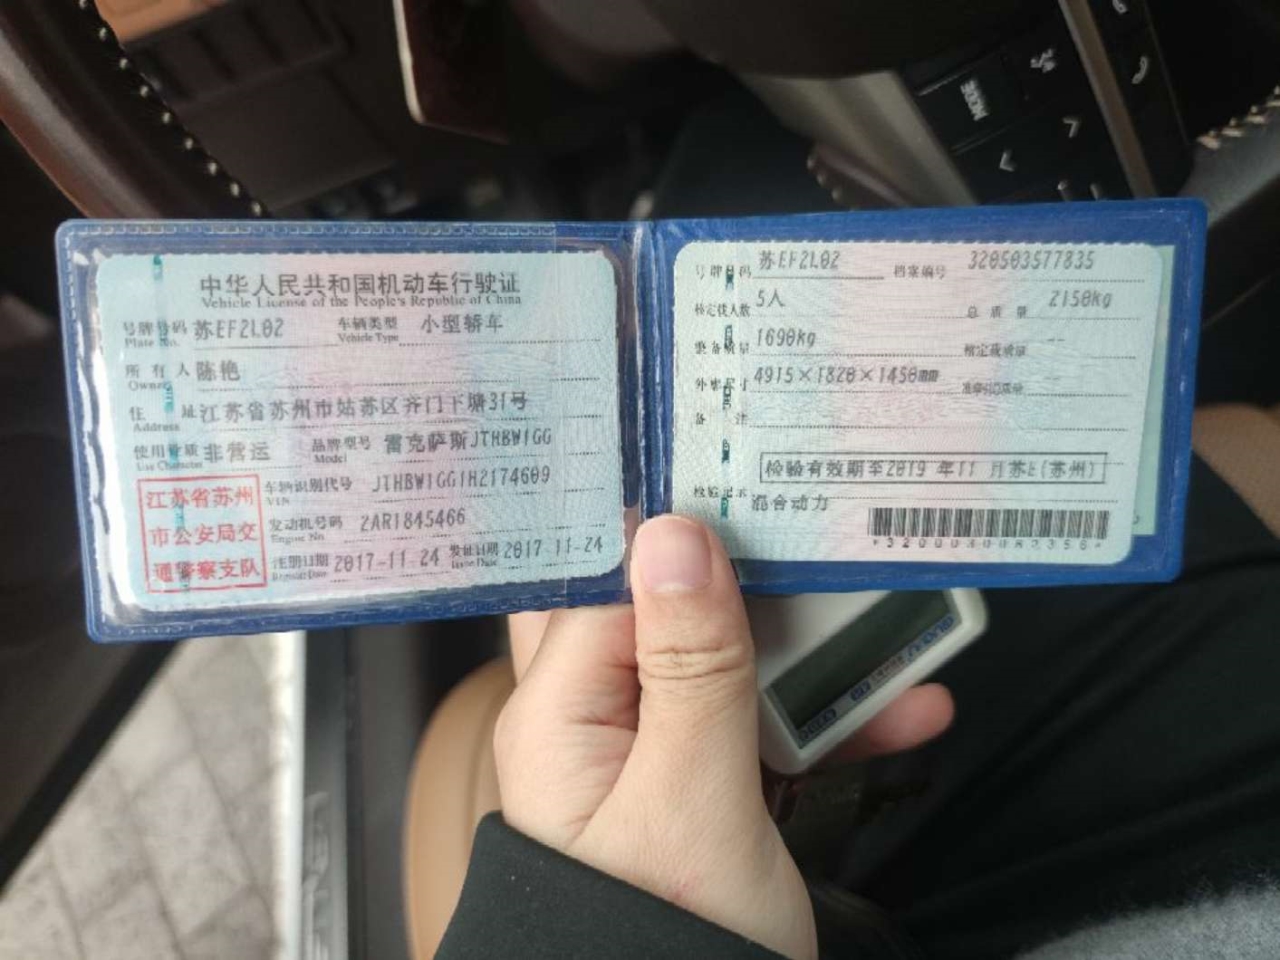 中华人民共和国机动车行驶证
Vehicle License of the People's Republic of China
号牌号码 苏EF2L02 车辆类型 小型轿车
Plate No. Vehicle Type
所有人 陈艳
Owner
住 址 江苏省苏州市姑苏区齐门下塘31号
Address
使用性质 非营运 品牌型号 雷克萨斯JTHBW1GG
Use Character Model
江苏省苏州
市公安局交
通警察支队
车辆识别代号 JTHBW1GG1H2174609
VIN
发动机号码 2AR1845466
Engine No.
注册日期 2017-11-24 发证日期 2017-11-24
Register Date Issue Date
号牌号码 苏EF2L02 档案编号 320503577835
核定载人数 5人 总质量 2150kg
整备质量 1690kg 核定载质量 --
外廓尺寸 4915×1820×1450mm 准牵引总质量 --
备 注
检验有效期至2019 年11 月苏E(苏州)
检验记录 混合动力
MODE